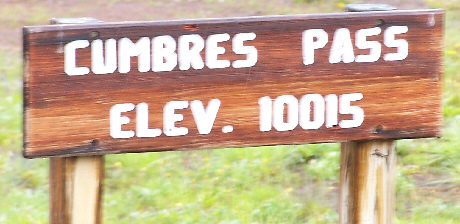 CUMBRES PASS
ELEV. 10015